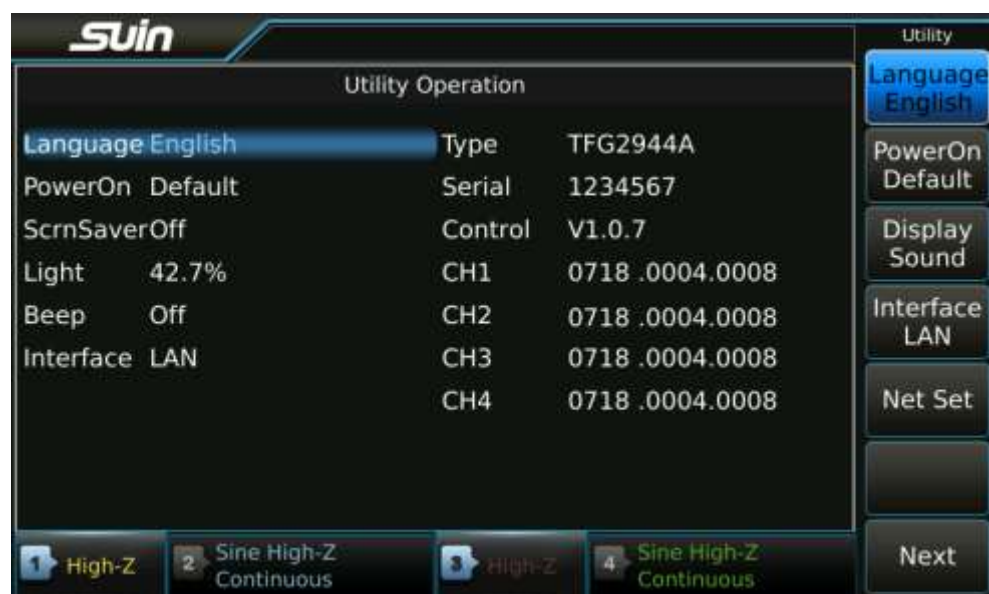 SUin
Utility
Utility Operation
Language English
PowerOn Default
ScrnSaver Off
Light 42.7%
Beep Off
Interface LAN
Type TFG2944A
Serial 1234567
Control V1.0.7
CH1 0718 .0004.0008
CH2 0718 .0004.0008
CH3 0718 .0004.0008
CH4 0718 .0004.0008
Language
English
PowerOn
Default
Display
Sound
Interface
LAN
Net Set
Next
1 High-Z
2 Sine High-Z
Continuous
3 High-Z
4 Sine High-Z
Continuous